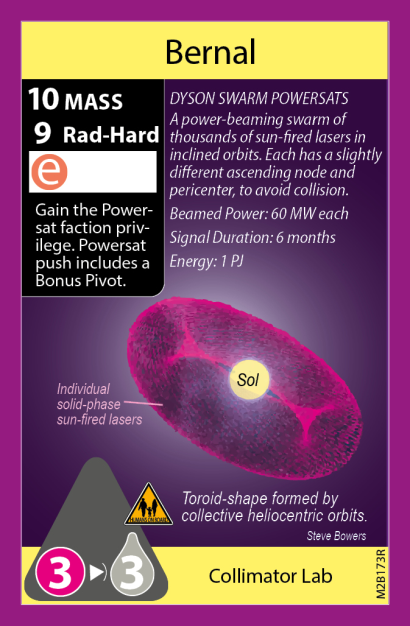 Bernal
10 MASS
9 Rad-Hard
e
Gain the Power-
sat faction priv-
ilege. Powersat
push includes a
Bonus Pivot.
DYSON SWARM POWERSATS
A power-beaming swarm of
thousands of sun-fired lasers in
inclined orbits. Each has a slightly
different ascending node and
pericenter, to avoid collision.
Beamed Power: 60 MW each
Signal Duration: 6 months
Energy: 1 PJ
Sol
Individual
solid-phase
sun-fired lasers
Toroid-shape formed by
collective heliocentric orbits.
Steve Bowers
3 3
Collimator Lab
M2B173R